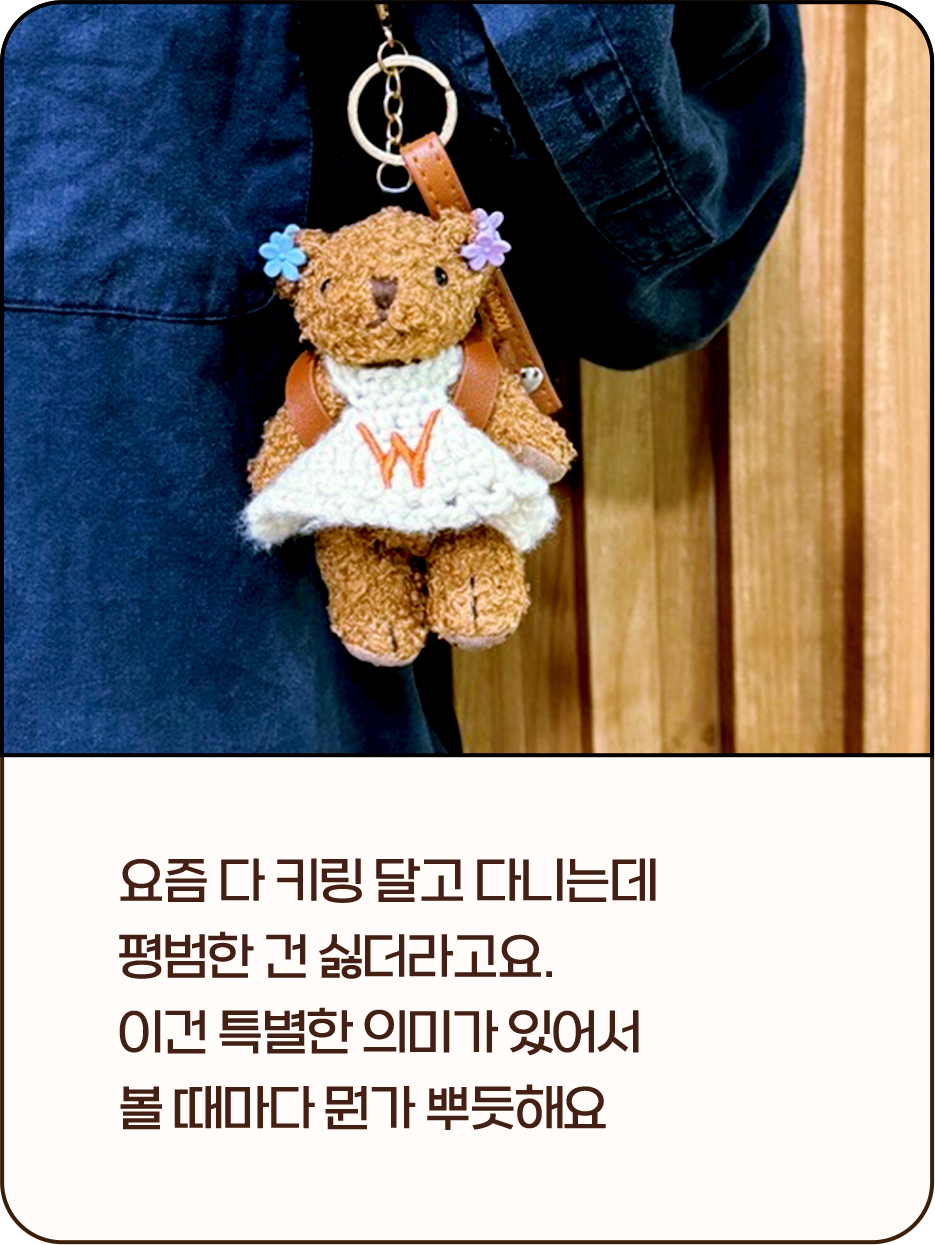 W
요즘 다 키링 달고 다니는데
평범한 건 싫더라고요.
이건 특별한 의미가 있어서
볼 때마다 뭔가 뿌듯해요